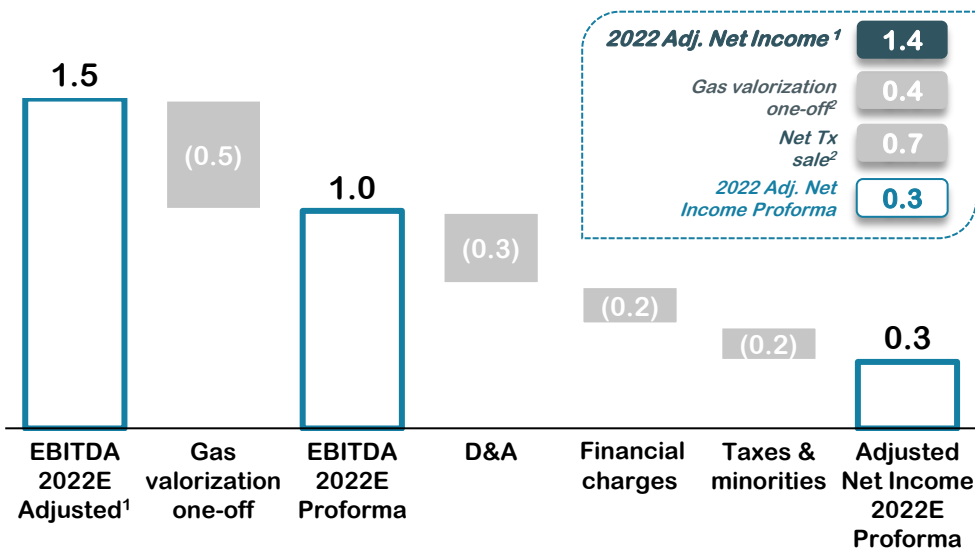 2022 Adj. Net Income ¹ 1.4
Gas valorization
one-off² 0.4
Net Tx
sale² 0.7
2022 Adj. Net
Income Proforma 0.3
1.5
(0.5)
1.0
(0.3)
(0.2)
(0.2)
0.3
EBITDA
2022E
Adjusted¹
Gas
valorization
one-off
EBITDA
2022E
Proforma
D&A
Financial
charges
Taxes &
minorities
Adjusted
Net Income
2022E
Proforma